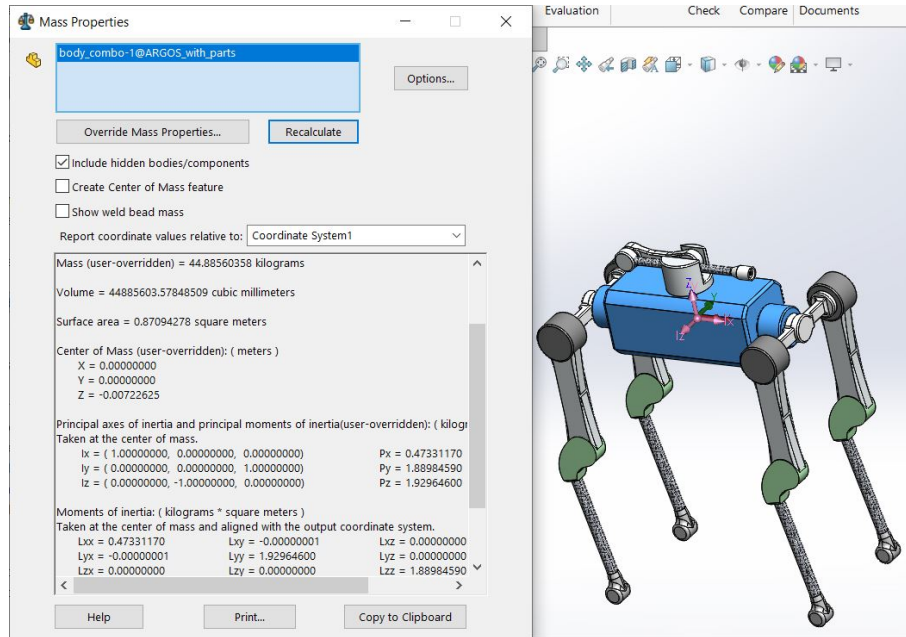 Mass Properties
body_combo-1@ARGOS_with_parts
Options...
Override Mass Properties...
Recalculate
Include hidden bodies/components
Create Center of Mass feature
Show weld bead mass
Report coordinate values relative to: Coordinate System1
Mass (user-overridden) = 44.88560358 kilograms
Volume = 44885603.57848509 cubic millimeters
Surface area = 0.87094278 square meters
Center of Mass (user-overridden): ( meters )
X = 0.00000000
Y = 0.00000000
Z = -0.00722625
Principal axes of inertia and principal moments of inertia(user-overridden): ( kilogr
Taken at the center of mass.
Ix = ( 1.00000000, 0.00000000, 0.00000000) Px = 0.47331170
Iy = ( 0.00000000, 0.00000000, 1.00000000) Py = 1.88984590
Iz = ( 0.00000000, -1.00000000, 0.00000000) Pz = 1.92964600
Moments of inertia: ( kilograms * square meters )
Taken at the center of mass and aligned with the output coordinate system.
Lxx = 0.47331170 Lxy = -0.00000001 Lxz = 0.00000000
Lyx = -0.00000001 Lyy = 1.92964600 Lyz = 0.00000000
Lzx = 0.00000000 Lzy = 0.00000000 Lzz = 1.88984590
Help
Print...
Copy to Clipboard
Evaluation
Check Compare Documents
Z
Y
Ix
Iz